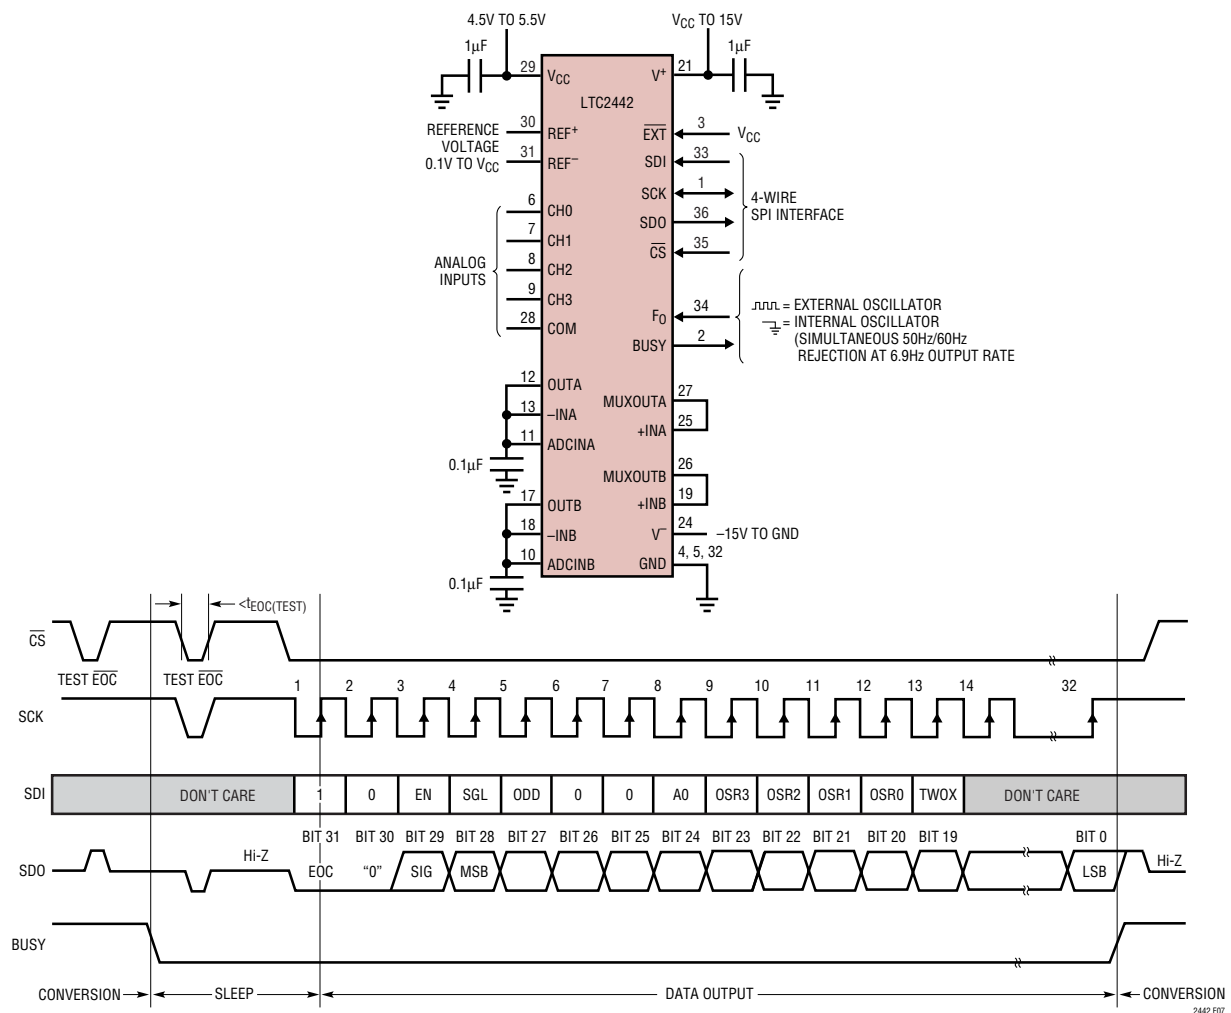 4.5V TO 5.5V
VCC TO 15V
1µF
1µF
29
VCC
V+
21
LTC2442
REFERENCE
VOLTAGE
0.1V TO VCC
30
REF+
31
REF–
EXT
3
VCC
SDI
33
SCK
1
SDO
36
CS
35
4-WIRE
SPI INTERFACE
ANALOG
INPUTS
6
CH0
7
CH1
8
CH2
9
CH3
28
COM
FO
34
BUSY
2
= EXTERNAL OSCILLATOR
= INTERNAL OSCILLATOR
(SIMULTANEOUS 50Hz/60Hz
REJECTION AT 6.9Hz OUTPUT RATE
12
OUTA
13
–INA
11
ADCINA
0.1µF
MUXOUTA
27
+INA
25
MUXOUTB
26
+INB
19
17
OUTB
18
–INB
10
ADCINB
0.1µF
V–
24
–15V TO GND
GND
4, 5, 32
<tEOC(TEST)
CS
TEST EOC
TEST EOC
SCK
1 2 3 4 5 6 7 8 9 10 11 12 13 14 32
SDI
DON'T CARE 1 0 EN SGL ODD 0 0 A0 OSR3 OSR2 OSR1 OSR0 TWOX DON'T CARE
BIT 31 BIT 30 BIT 29 BIT 28 BIT 27 BIT 26 BIT 25 BIT 24 BIT 23 BIT 22 BIT 21 BIT 20 BIT 19 BIT 0
SDO
Hi-Z
EOC "0" SIG MSB LSB
Hi-Z
BUSY
CONVERSION SLEEP DATA OUTPUT CONVERSION
2442 F07